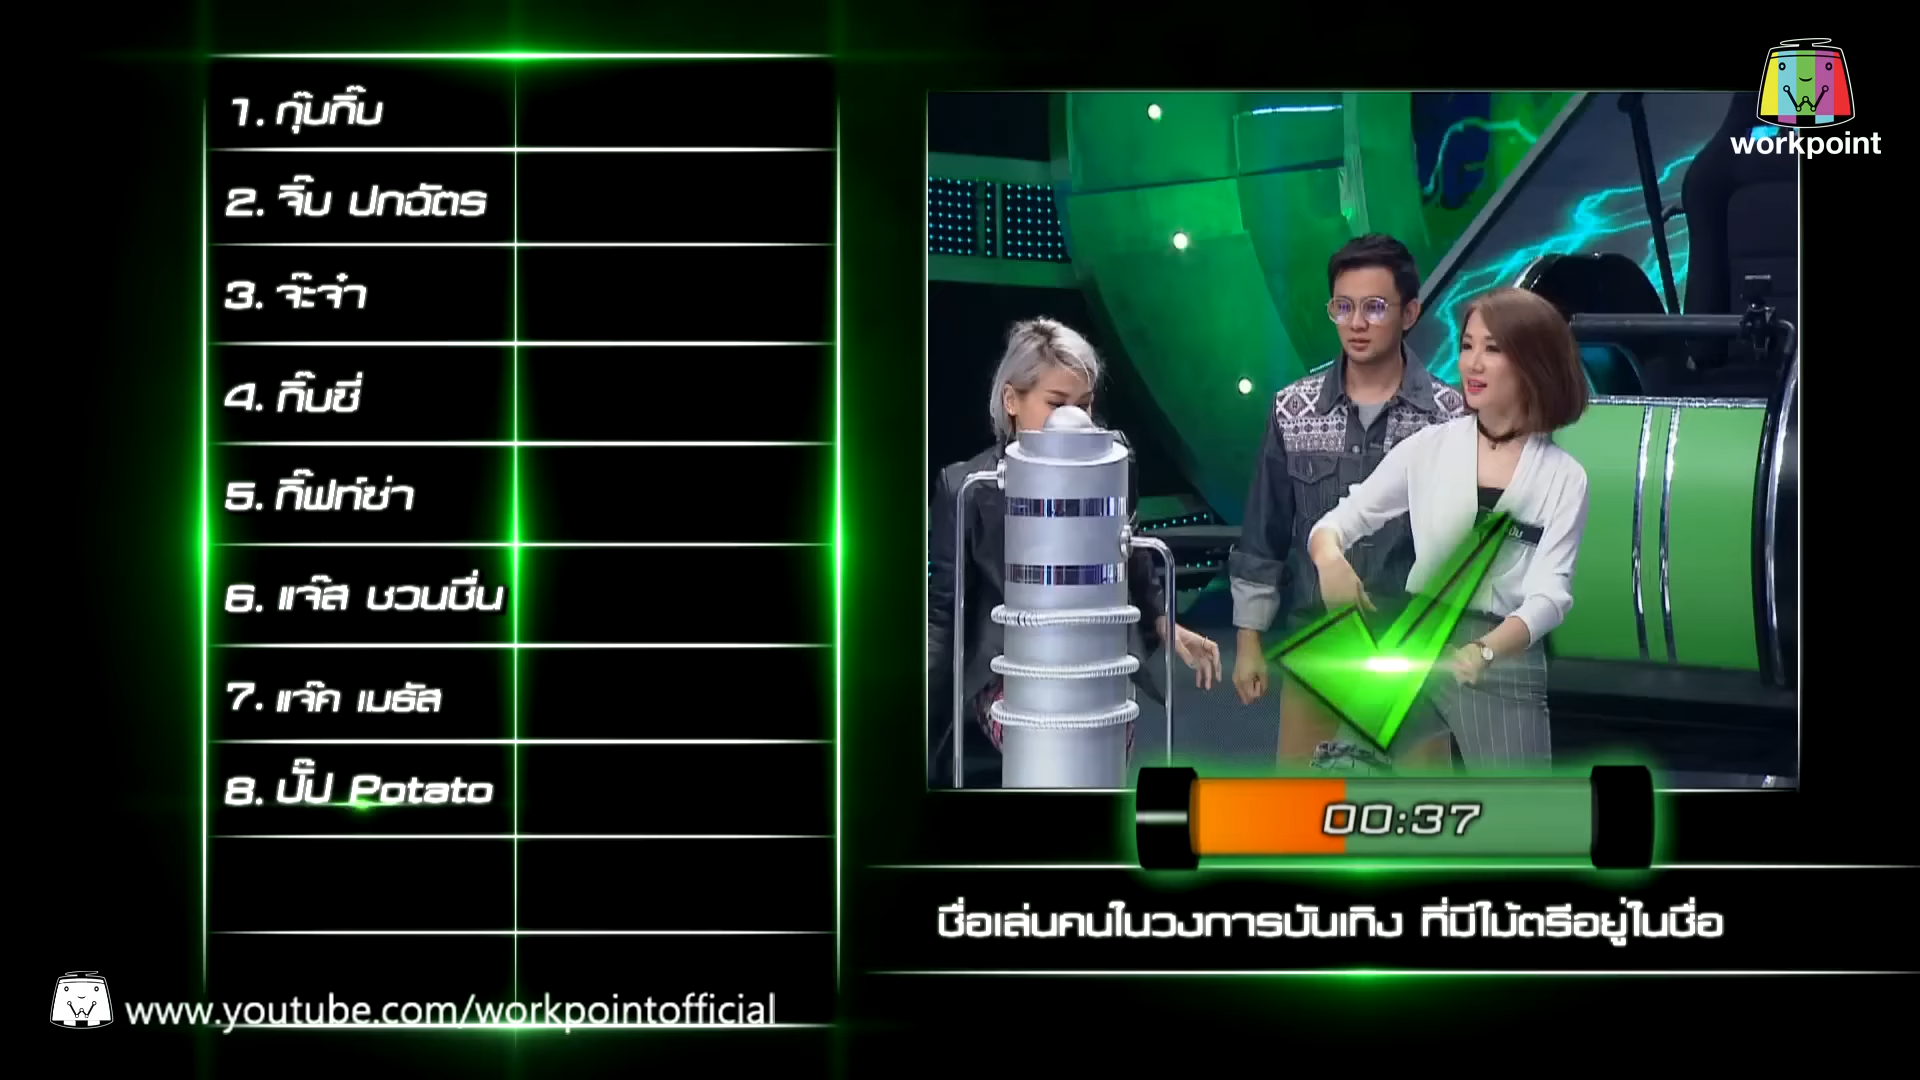 1. กุ๊บกิ๊บ
2. จิ๊บ ปกฉัตร
3. จ๊ะจ๋า
4. กิ๊บซี่
5. กิ๊ฟท์ซ่า
6. แจ๊ส ชวนชื่น
7. แจ๊ค เมธัส
8. ปั๊ป Potato
workpoint
00:37
ชื่อเล่นคนในวงการบันเทิง ที่มีไม้ตรีอยู่ในชื่อ
www.youtube.com/workpointofficial